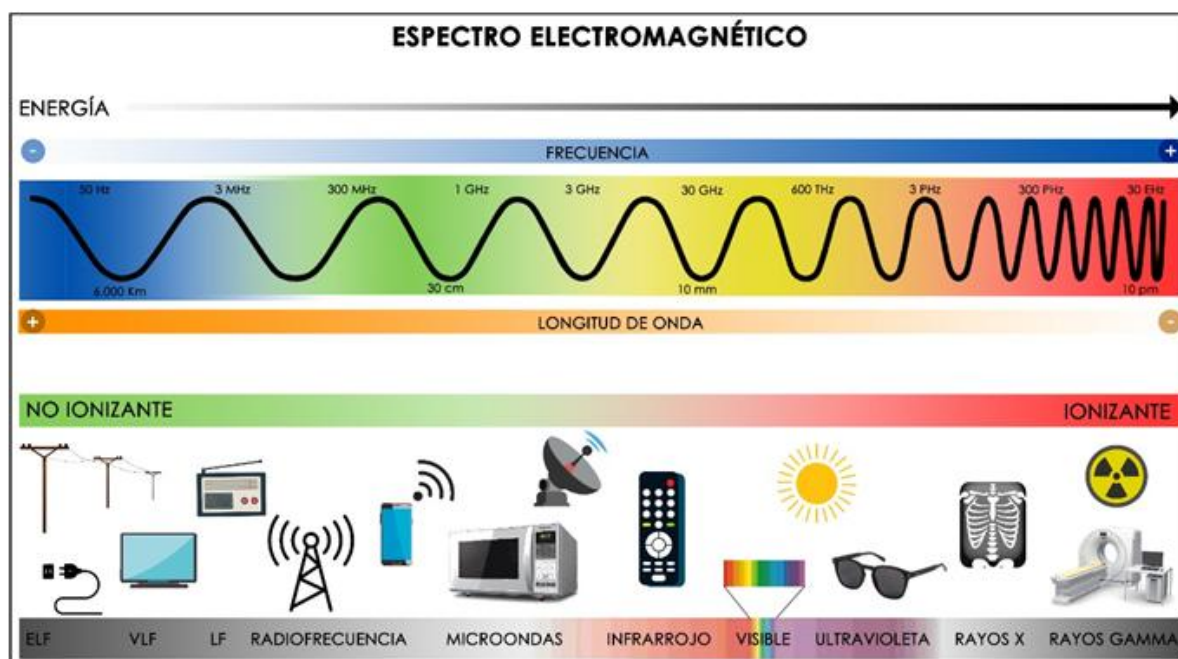 ESPECTRO ELECTROMAGNÉTICO
ENERGÍA
- FRECUENCIA +
50 Hz 3 MHz 300 MHz 1 GHz 3 GHz 30 GHz 600 THz 3 PHz 300 PHz 30 EHz
6.000 Km 30 cm 10 mm 10 pm
+ LONGITUD DE ONDA -
NO IONIZANTE IONIZANTE
ELF VLF LF RADIOFRECUENCIA MICROONDAS INFRARROJO VISIBLE ULTRAVIOLETA RAYOS X RAYOS GAMMA